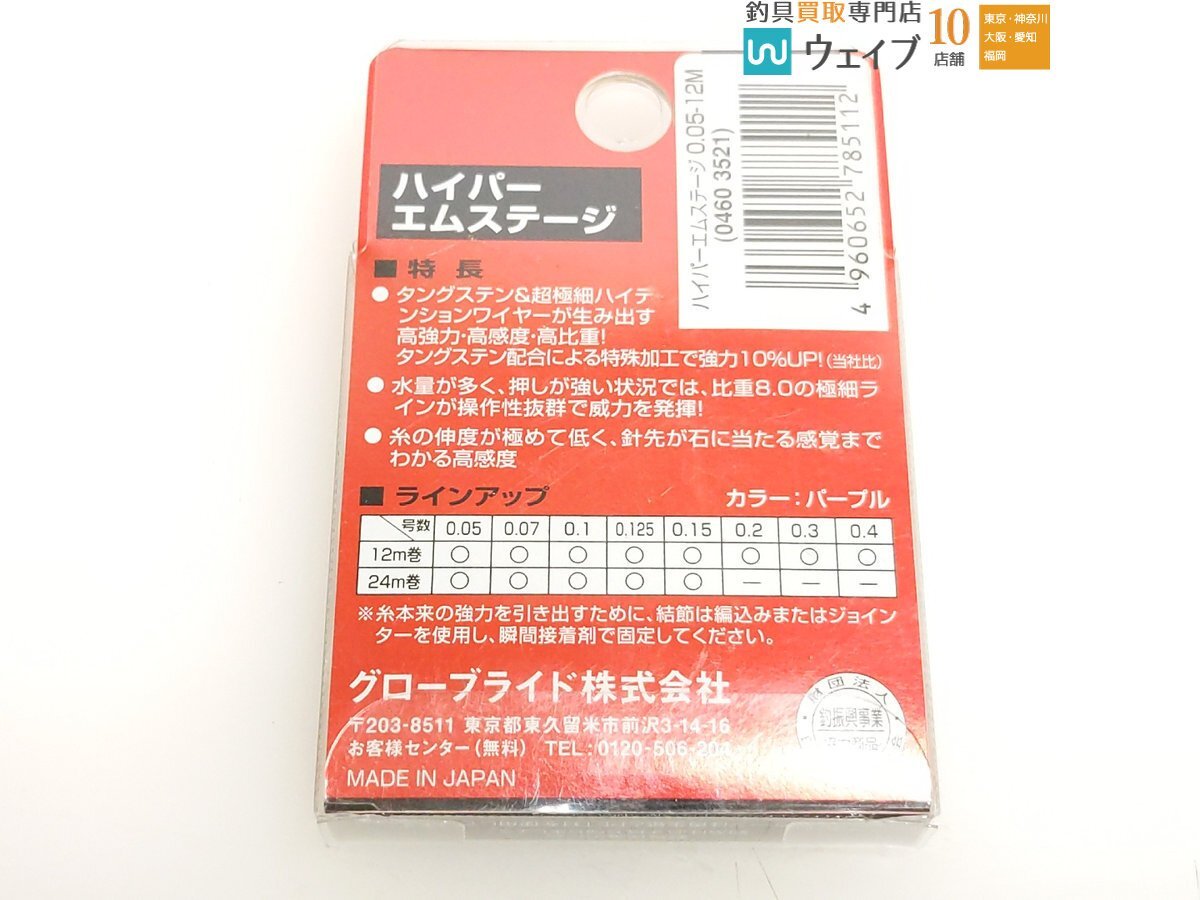 釣具買取専門店
ウェイブ
10
店舗
東京・神奈川
大阪・愛知
福岡
ハイパーエムステージ 0.05-12M
(0460 3521)
4 960652 785112
ハイパー
エムステージ
■ 特 長
● タングステン&超極細ハイテ
ンションワイヤーが生み出す
高強力・高感度・高比重!
タングステン配合による特殊加工で強力10%UP!(当社比)
● 水量が多く、押しが強い状況では、比重8.0の極細ラ
インが操作性抜群で威力を発揮!
● 糸の伸度が極めて低く、針先が石に当たる感覚まで
わかる高感度
■ ラインアップ カラー:パープル
号数 0.05 0.07 0.1 0.125 0.15 0.2 0.3 0.4
12m巻 ○ ○ ○ ○ ○ ○ ○ ○
24m巻 ○ ○ ○ ○ ○ — — —
※糸本来の強力を引き出すために、結節は編込みまたはジョイン
ターを使用し、瞬間接着剤で固定してください。
グローブライド株式会社
〒203-8511 東京都東久留米市前沢3-14-16
お客様センター(無料) TEL:0120-506-204
財団法人
釣振興事業
MADE IN JAPAN